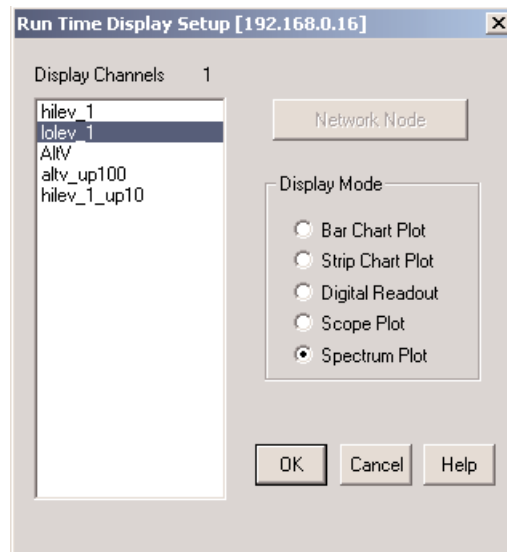 Run Time Display Setup [192.168.0.16]
Display Channels 1
hilev_1
lolev_1
AltV
altv_up100
hilev_1_up10
Network Node
Display Mode
Bar Chart Plot
Strip Chart Plot
Digital Readout
Scope Plot
Spectrum Plot
OK Cancel Help